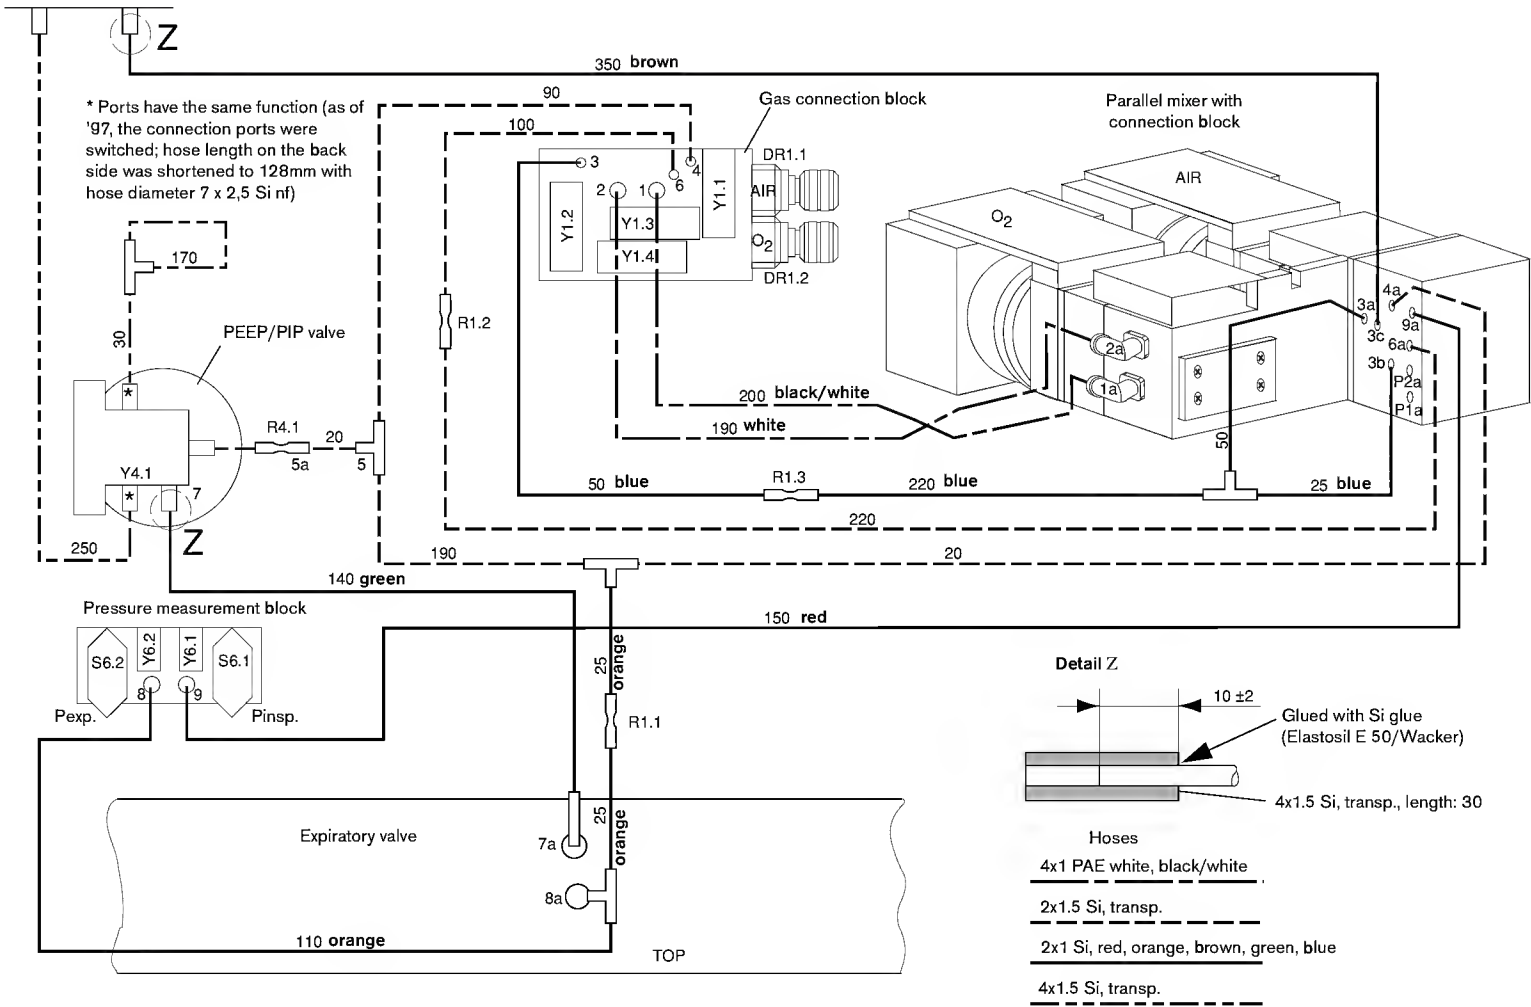 Z
350 brown
* Ports have the same function (as of
'97, the connection ports were
switched; hose length on the back
side was shortened to 128mm with
hose diameter 7 x 2,5 Si nf)
90
100
Gas connection block
Parallel mixer with
connection block
3
2
1
6
4
Y1.1
Y1.2
Y1.3
Y1.4
DR1.1
AIR
O2
DR1.2
AIR
O2
170
30
PEEP/PIP valve
R1.2
3a
4a
3c
9a
6a
3b
P2a
P1a
2a
1a
*
R4.1
20
5a
5
Y4.1
*
7
Z
250
200 black/white
190 white
50
50 blue
R1.3
220 blue
25 blue
220
190
20
140 green
Pressure measurement block
150 red
S6.2
Y6.2
Y6.1
S6.1
8
9
Pexp.
Pinsp.
25
orange
R1.1
25
orange
Expiratory valve
7a
8a
110 orange
TOP
Detail Z
10 ±2
Glued with Si glue
(Elastosil E 50/Wacker)
4x1.5 Si, transp., length: 30
Hoses
4x1 PAE white, black/white
2x1.5 Si, transp.
2x1 Si, red, orange, brown, green, blue
4x1.5 Si, transp.